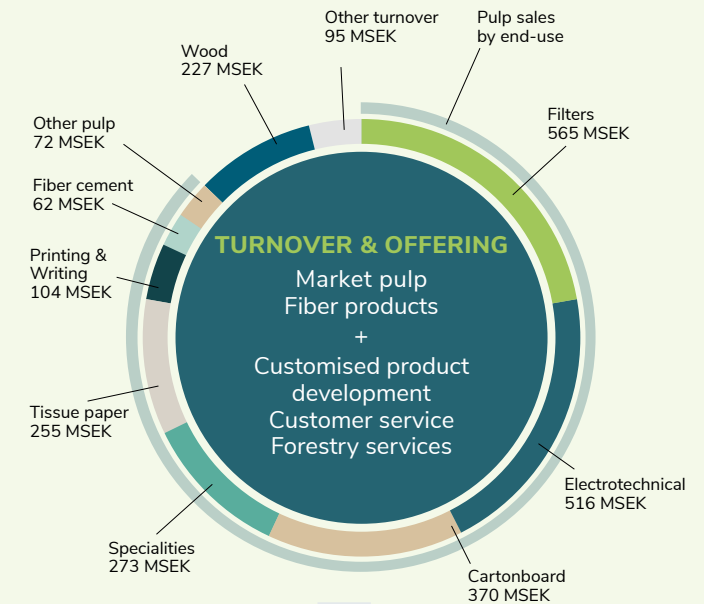 Other turnover
95 MSEK
Pulp sales
by end-use
Wood
227 MSEK
Filters
565 MSEK
Other pulp
72 MSEK
Fiber cement
62 MSEK
Printing &
Writing
104 MSEK
TURNOVER & OFFERING
Market pulp
Fiber products
+
Customised product
development
Customer service
Forestry services
Tissue paper
255 MSEK
Electrotechnical
516 MSEK
Specialities
273 MSEK
Cartonboard
370 MSEK